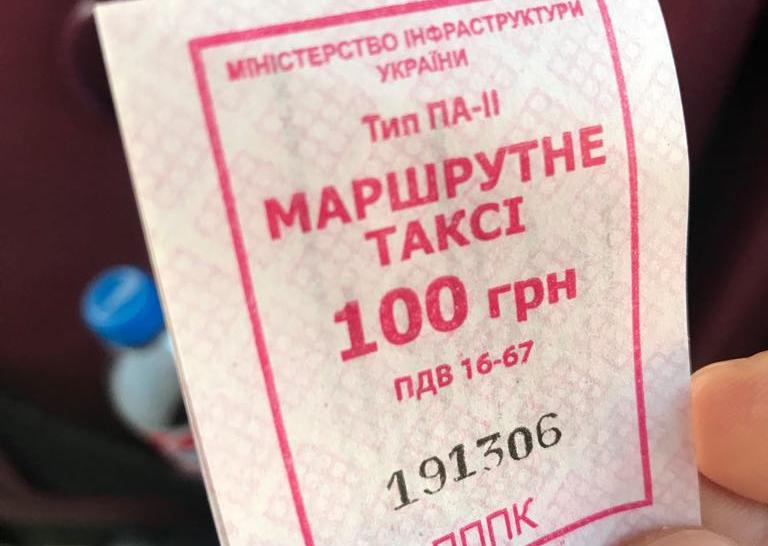 МІНІСТЕРСТВО ІНФРАСТРУКТУРИ
УКРАЇНИ
Тип ПА-ІІ
МАРШРУТНЕ
ТАКСІ
100 грн
ПДВ 16-67
191306